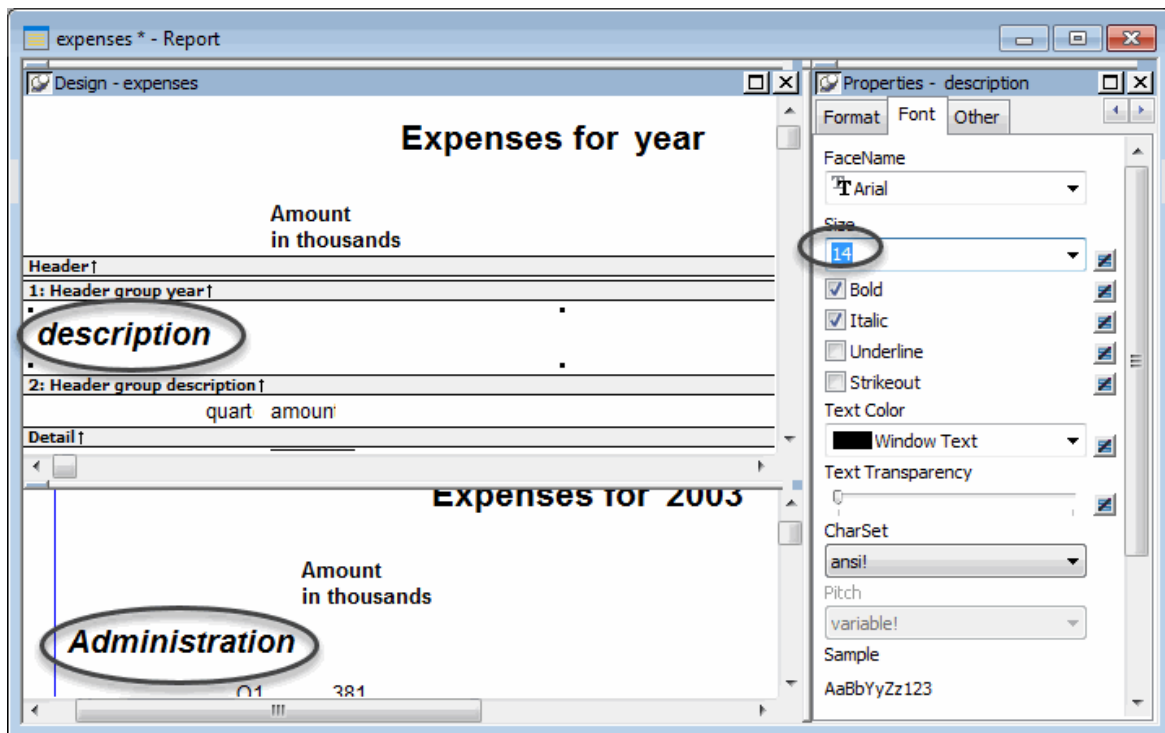 expenses * - Report
Design - expenses
Expenses for year
Amount
in thousands
Header↑
1: Header group year↑
description
2: Header group description↑
quart amount
Detail↑
Expenses for 2003
Amount
in thousands
Administration
Q1 381
Properties - description
Format Font Other
FaceName
Arial
Size
14
Bold
Italic
Underline
Strikeout
Text Color
Window Text
Text Transparency
CharSet
ansi!
Pitch
variable!
Sample
AaBbYyZz123